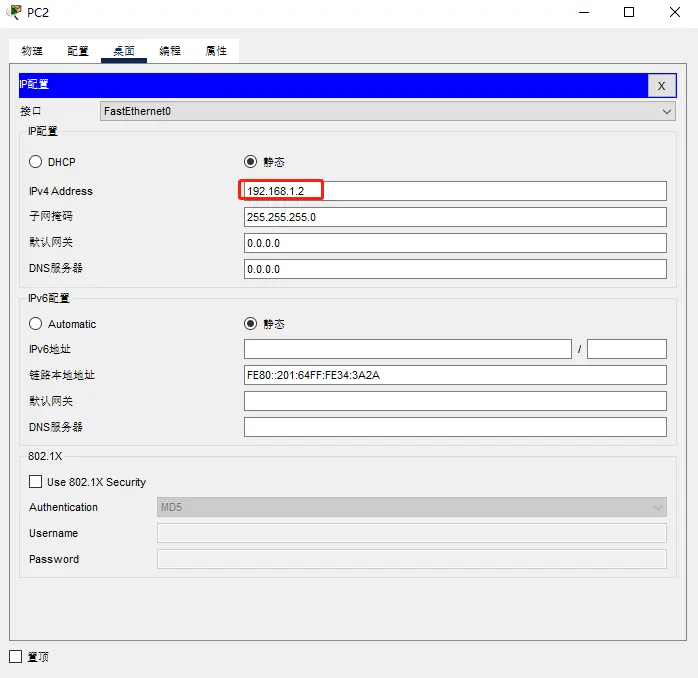 PC2
物理 配置 桌面 编程 属性
IP配置 X
接口 FastEthernet0
IP配置
DHCP 静态
IPv4 Address 192.168.1.2
子网掩码 255.255.255.0
默认网关 0.0.0.0
DNS服务器 0.0.0.0
IPv6配置
Automatic 静态
IPv6地址 /
链路本地地址 FE80::201:64FF:FE34:3A2A
默认网关
DNS服务器
802.1X
Use 802.1X Security
Authentication MD5
Username
Password
置顶